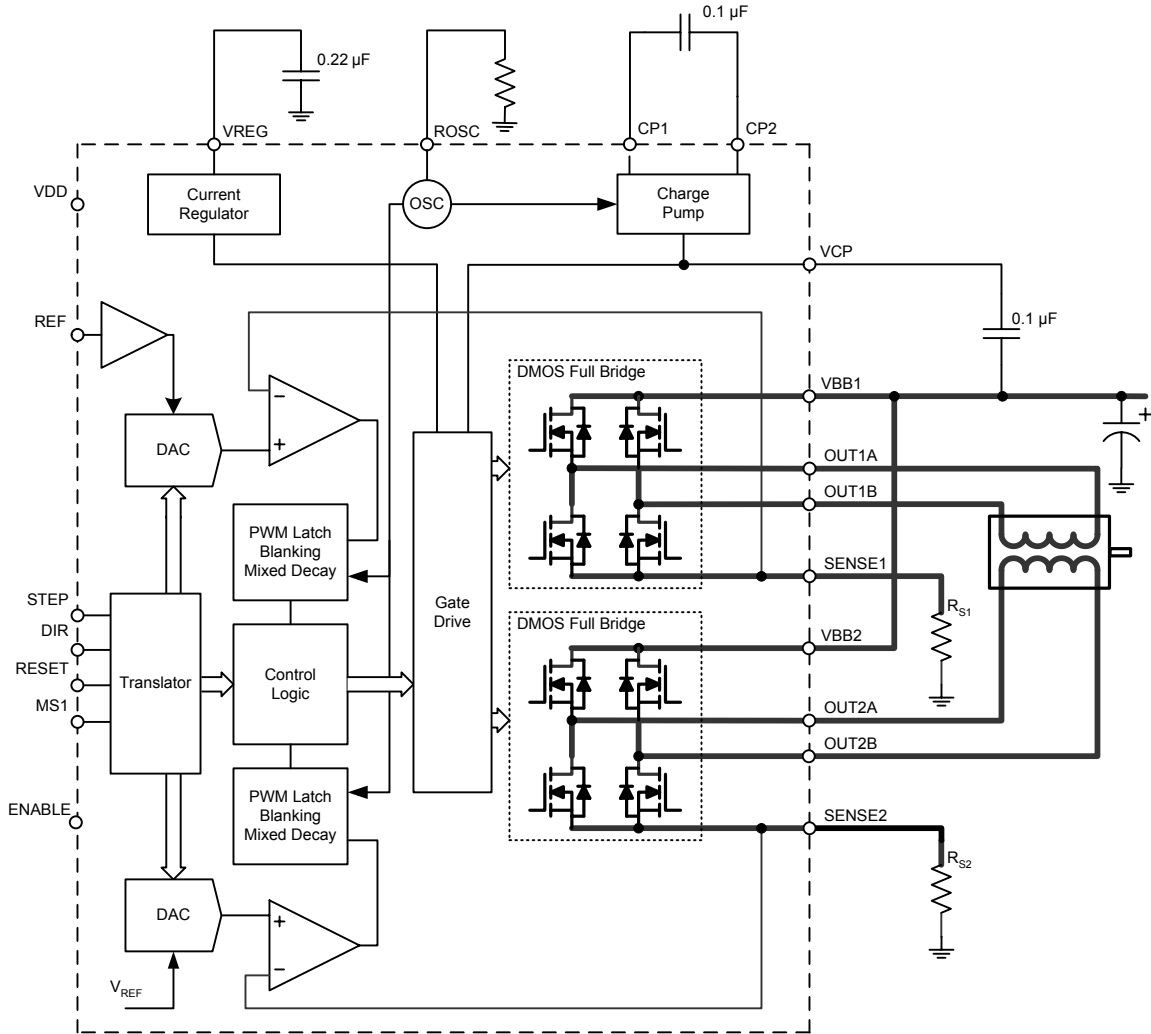 0.1 µF
0.22 µF
VREG
ROSC
CP1
CP2
VDD
Current
Regulator
OSC
Charge
Pump
VCP
REF
0.1 µF
DMOS Full Bridge
VBB1
−
+
DAC
+
OUT1A
OUT1B
PWM Latch
Blanking
Mixed Decay
SENSE1
STEP
Gate
Drive
RS1
DIR
DMOS Full Bridge
VBB2
RESET
Translator
Control
Logic
MS1
OUT2A
OUT2B
PWM Latch
Blanking
Mixed Decay
ENABLE
SENSE2
RS2
DAC
+
−
VREF